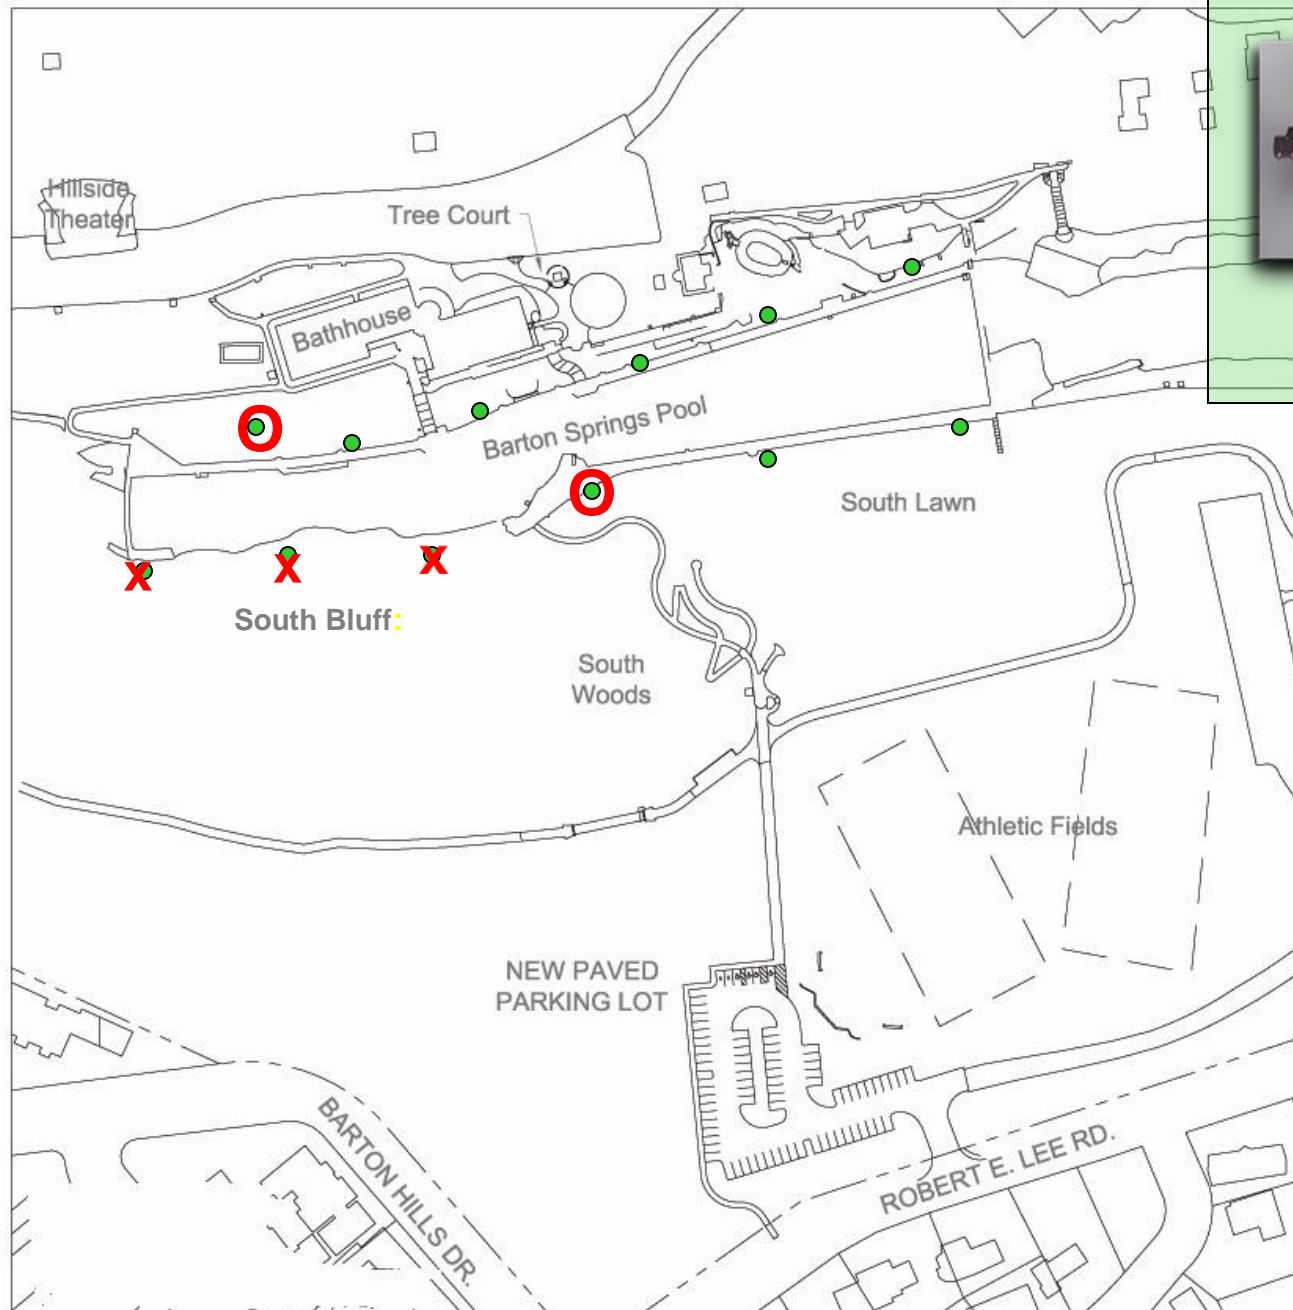 Hillside
Theater
Tree Court
Bathhouse
O
Barton Springs Pool
O
South Lawn
X
X
X
South Bluff:
South
Woods
Athletic Fields
NEW PAVED
PARKING LOT
BARTON HILLS DR.
ROBERT E. LEE RD.